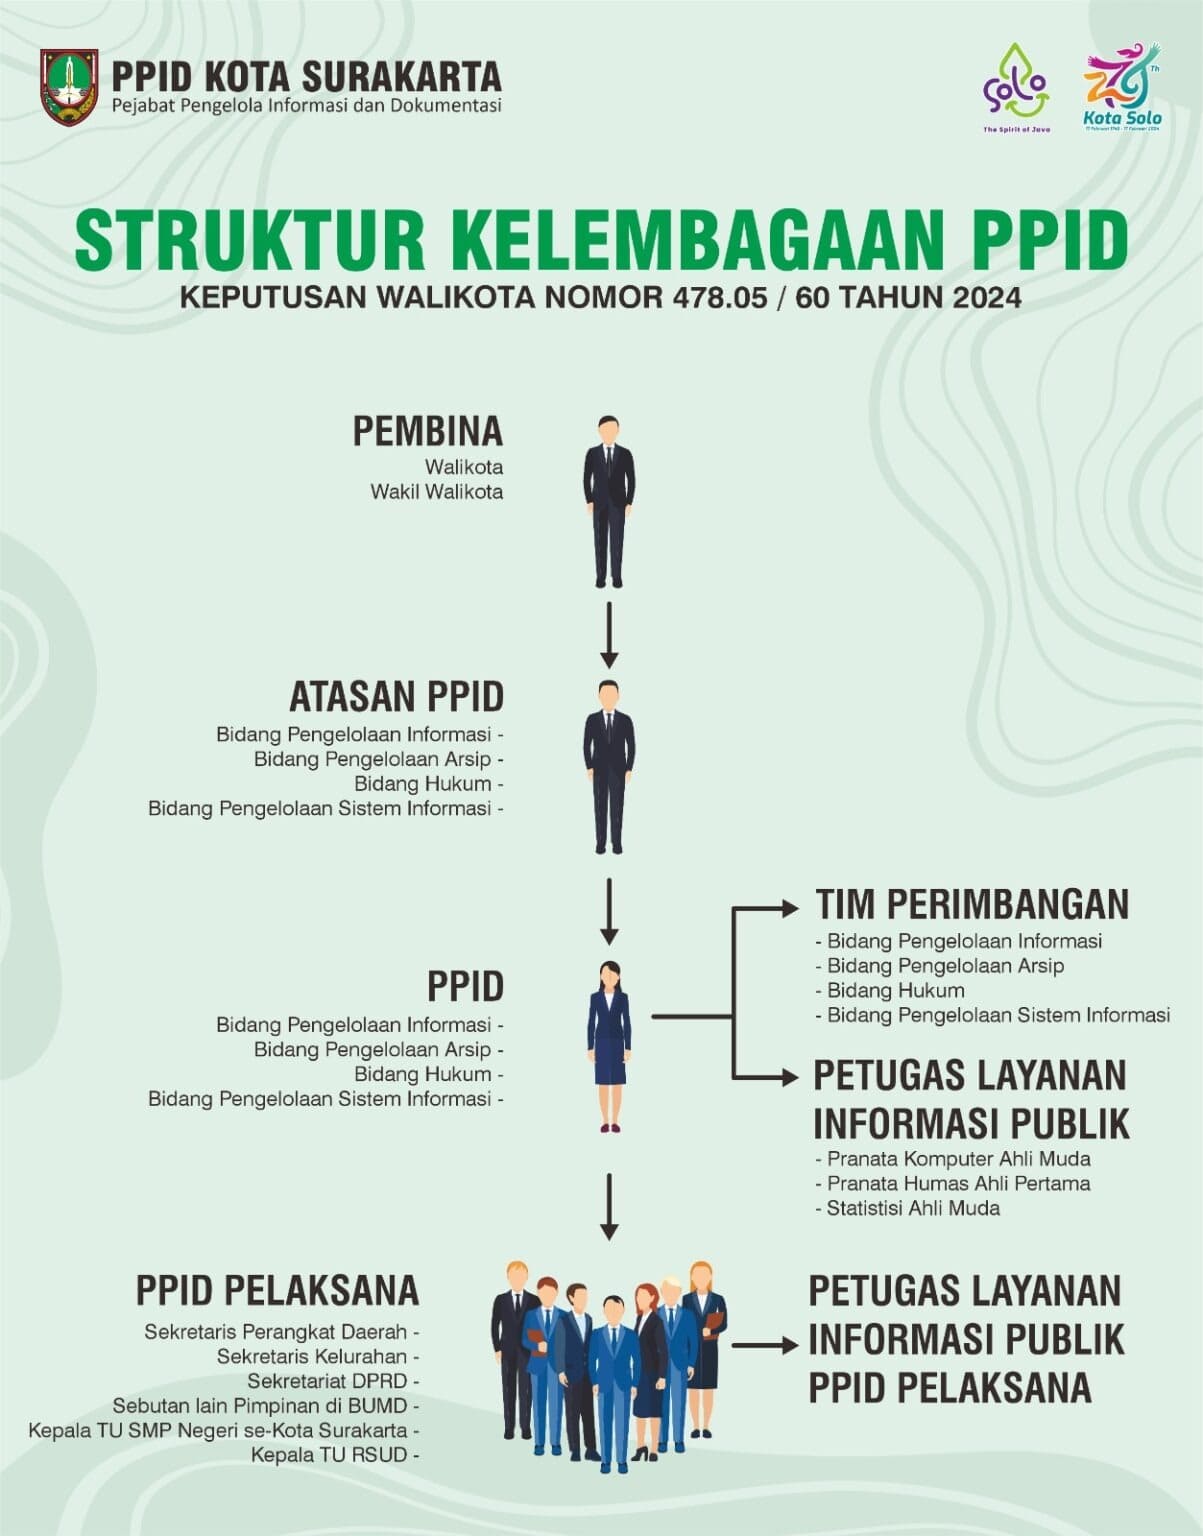 PPID KOTA SURAKARTA
Pejabat Pengelola Informasi dan Dokumentasi
SOLO
The Spirit of Java
279 Th
Kota Solo
STRUKTUR KELEMBAGAAN PPID
KEPUTUSAN WALIKOTA NOMOR 478.05 / 60 TAHUN 2024
PEMBINA
Walikota
Wakil Walikota
ATASAN PPID
Bidang Pengelolaan Informasi -
Bidang Pengelolaan Arsip -
Bidang Hukum -
Bidang Pengelolaan Sistem Informasi -
PPID
Bidang Pengelolaan Informasi -
Bidang Pengelolaan Arsip -
Bidang Hukum -
Bidang Pengelolaan Sistem Informasi -
TIM PERIMBANGAN
- Bidang Pengelolaan Informasi
- Bidang Pengelolaan Arsip
- Bidang Hukum
- Bidang Pengelolaan Sistem Informasi
PETUGAS LAYANAN
INFORMASI PUBLIK
- Pranata Komputer Ahli Muda
- Pranata Humas Ahli Pertama
- Statistisi Ahli Muda
PPID PELAKSANA
Sekretaris Perangkat Daerah -
Sekretaris Kelurahan -
Sekretariat DPRD -
Sebutan lain Pimpinan di BUMD -
Kepala TU SMP Negeri se-Kota Surakarta -
Kepala TU RSUD -
PETUGAS LAYANAN
INFORMASI PUBLIK
PPID PELAKSANA